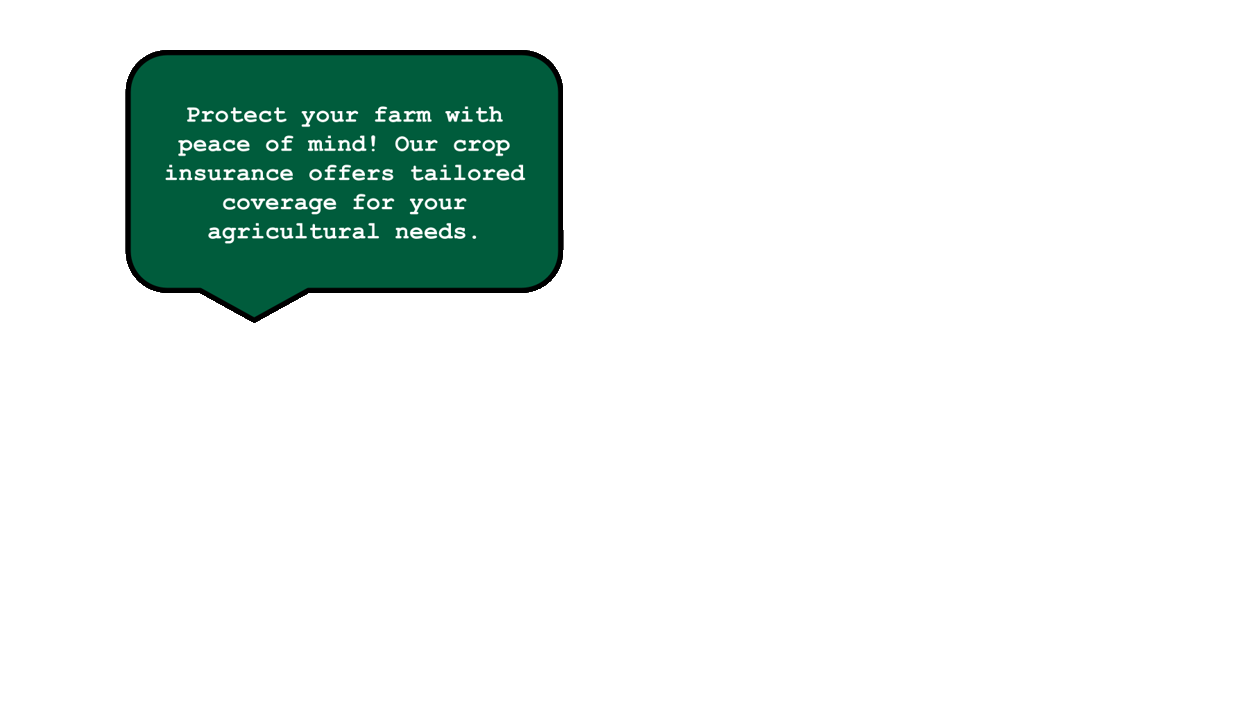 Protect your farm with
peace of mind! Our crop
insurance offers tailored
coverage for your
agricultural needs.